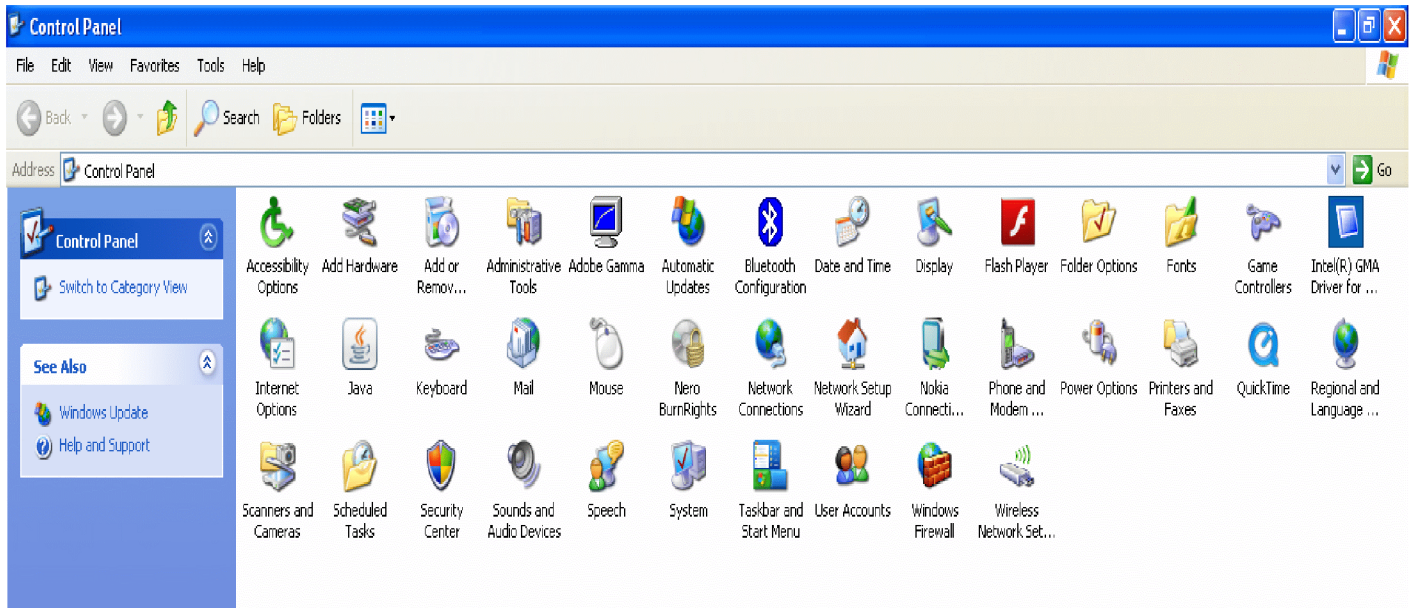 Control Panel
File Edit View Favorites Tools Help
Back Search Folders
Address Control Panel Go
Control Panel
Switch to Category View
See Also
Windows Update
Help and Support
Accessibility Options
Add Hardware
Add or Remov...
Administrative Tools
Adobe Gamma
Automatic Updates
Bluetooth Configuration
Date and Time
Display
Flash Player
Folder Options
Fonts
Game Controllers
Intel(R) GMA Driver for ...
Internet Options
Java
Keyboard
Mail
Mouse
Nero BurnRights
Network Connections
Network Setup Wizard
Nokia Connecti...
Phone and Modem ...
Power Options
Printers and Faxes
QuickTime
Regional and Language ...
Scanners and Cameras
Scheduled Tasks
Security Center
Sounds and Audio Devices
Speech
System
Taskbar and Start Menu
User Accounts
Windows Firewall
Wireless Network Set...